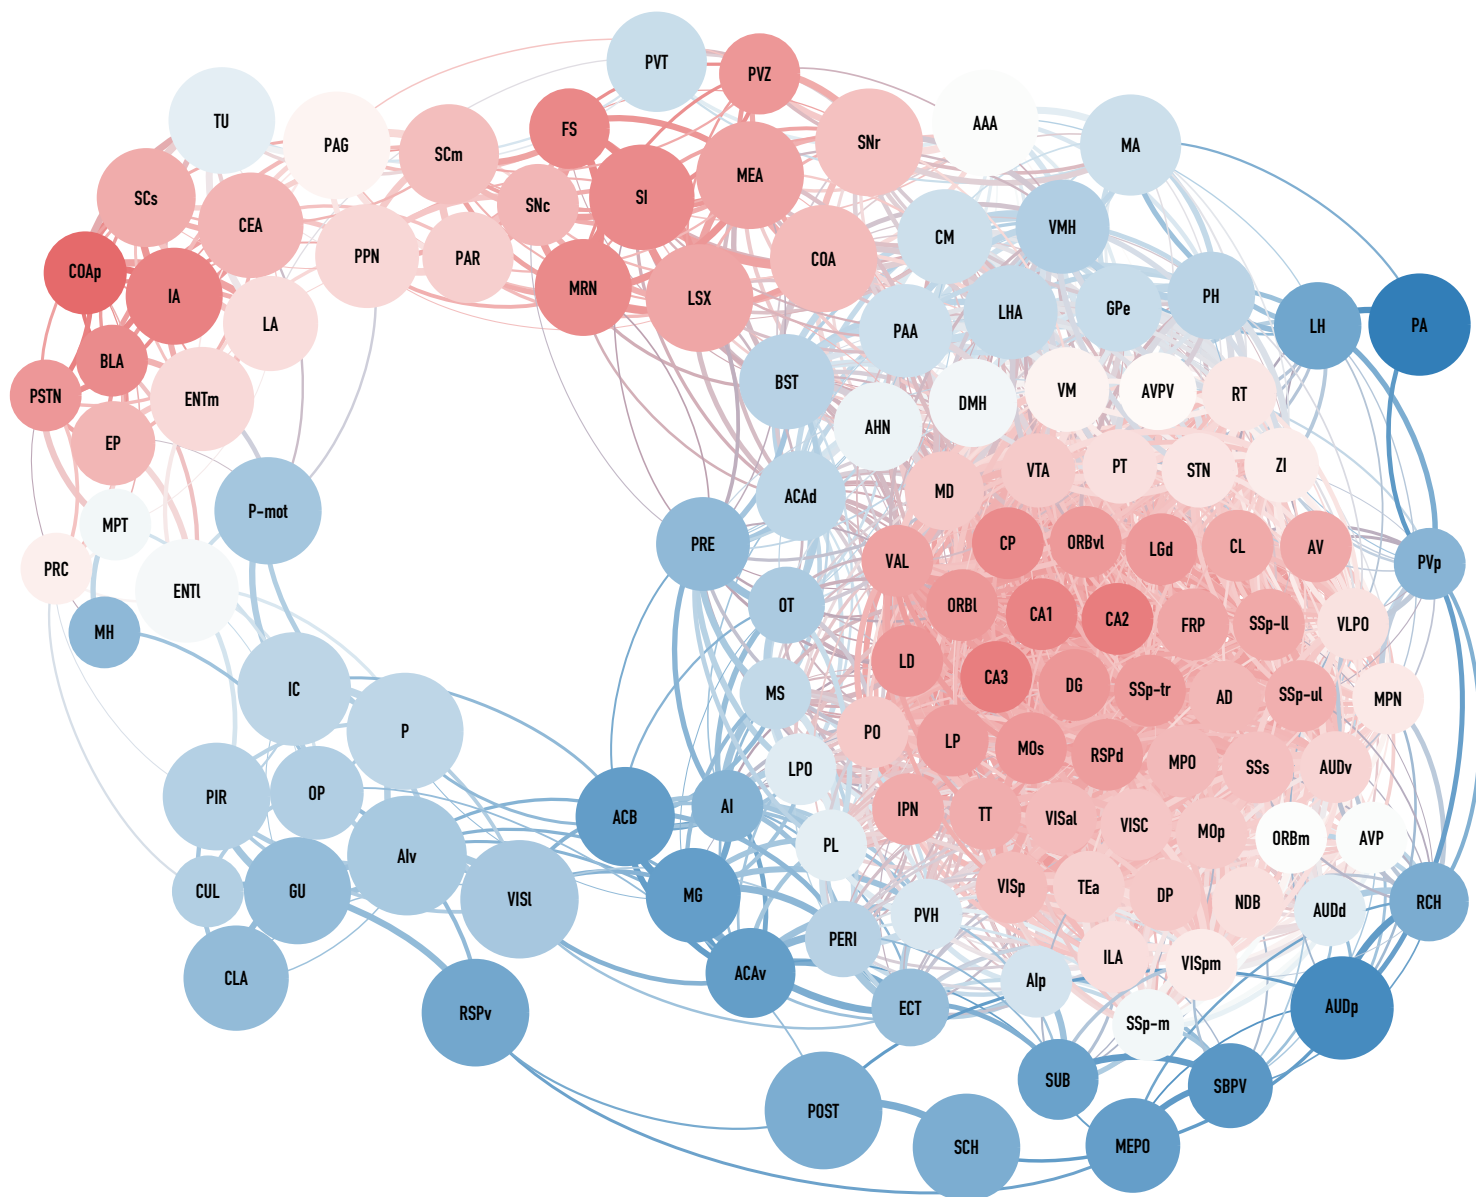 PVT
PVZ
TU
PAG
FS
AAA
SCm
SNr
MA
MEA
SCs
SNc
SI
CEA
VMH
CM
PPN
PAR
COA
COAp
IA
MRN
LSX
PH
LHA
GPe
LA
PAA
LH
PA
BLA
BST
PSTN
ENTm
DMH
VM
AVPV
RT
AHN
EP
MD
VTA
PT
STN
ZI
ACAd
P-mot
MPT
PRE
CP
ORBvl
LGd
CL
AV
VAL
PVp
PRC
ENTl
OT
ORBl
CA1
CA2
FRP
SSp-ll
VLPO
MH
LD
CA3
DG
SSp-tr
AD
SSp-ul
MPN
IC
MS
P
PO
LP
MOs
RSPd
MPO
SSs
AUDv
LPO
PIR
OP
ACB
AI
IPN
TT
VISal
VISC
MOp
ORBm
AVP
PL
AIv
CUL
GU
VISl
MG
VISp
TEa
DP
NDB
AUDd
RCH
PVH
PERI
ILA
VISpm
CLA
ACAv
AIp
RSPv
ECT
SSp-m
AUDp
SUB
SBPV
POST
SCH
MEPO